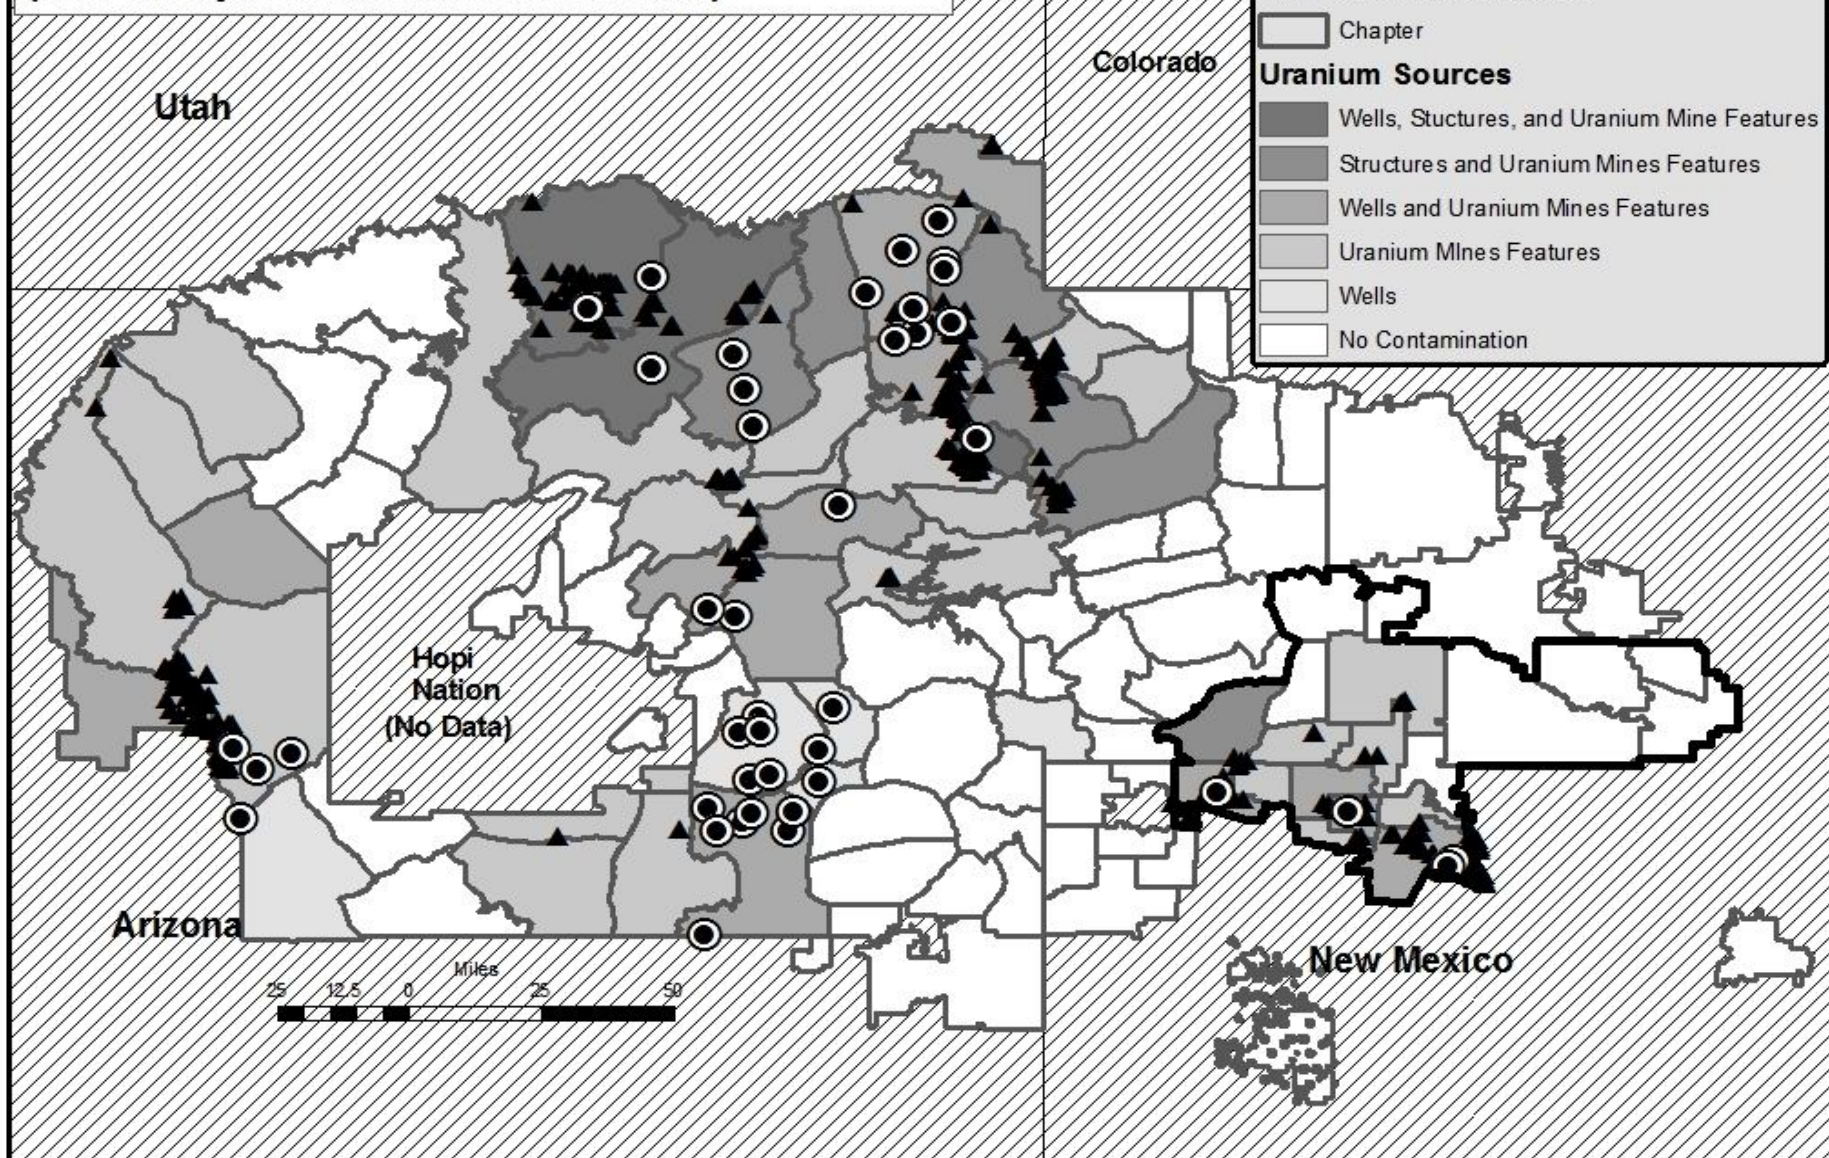 Colorado
Utah
Chapter
Uranium Sources
Wells, Stuctures, and Uranium Mine Features
Structures and Uranium Mines Features
Wells and Uranium Mines Features
Uranium MInes Features
Wells
No Contamination
Hopi
Nation
(No Data)
Arizona
New Mexico
Miles
25 12.5 0 25 50